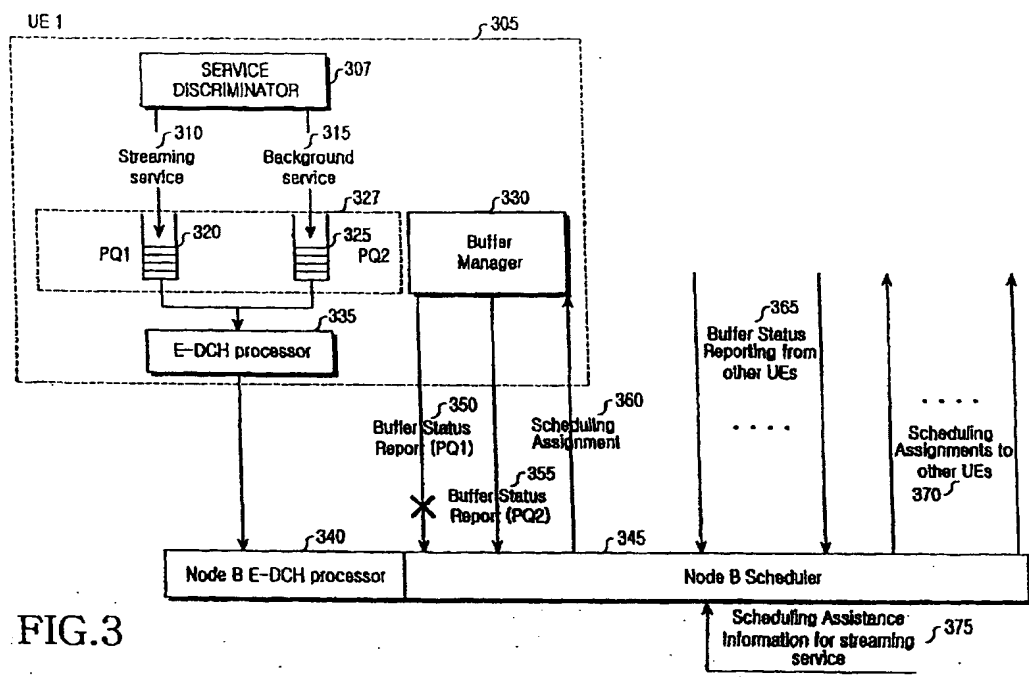 UE 1
305
SERVICE
DISCRIMINATOR
307
310
315
Streaming
service
Background
service
327
330
PQ1
320
325
PQ2
Buffer
Manager
335
E-DCH processor
365
Buffer Status
Reporting from
other UEs
. . . .
350
Buffer Status
Report (PQ1)
360
Scheduling
Assignment
. . . .
Scheduling
Assignments to
other UEs
370
355
Buffer Status
Report (PQ2)
340
345
Node B E-DCH processor
Node B Scheduler
FIG.3
Scheduling Assistance
Information for streaming
service
375